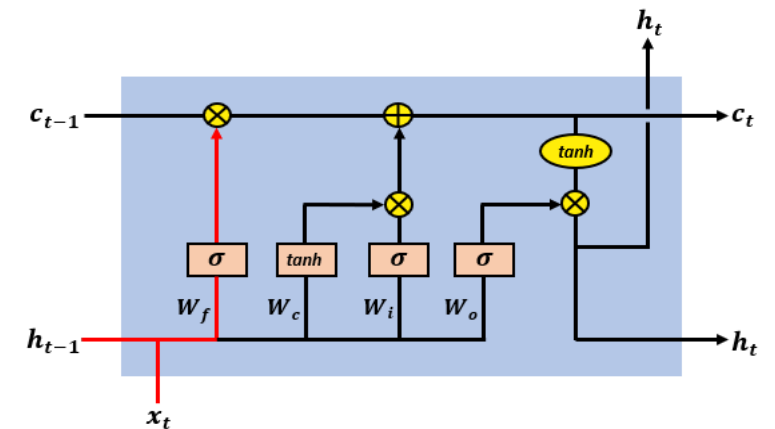 h_t
c_{t-1}
c_t
tanh
σ
tanh
σ
σ
W_f
W_c
W_i
W_o
h_{t-1}
h_t
x_t